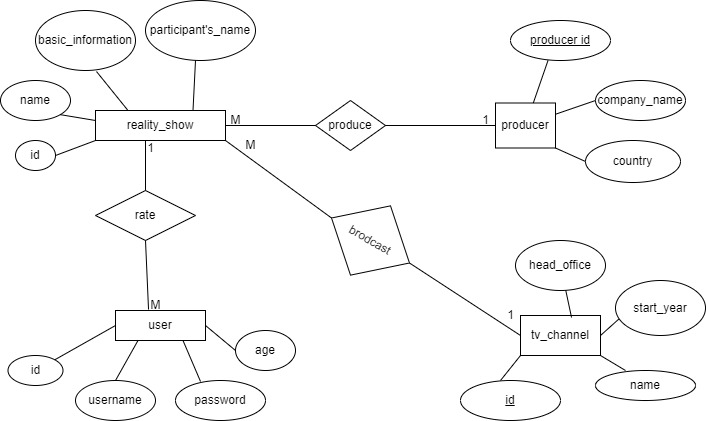 basic_information
participant's_name
producer id
name
company_name
reality_show
M
produce
1
producer
id
1
M
country
rate
brodcast
head_office
M
1
start_year
user
tv_channel
age
id
name
username
password
id